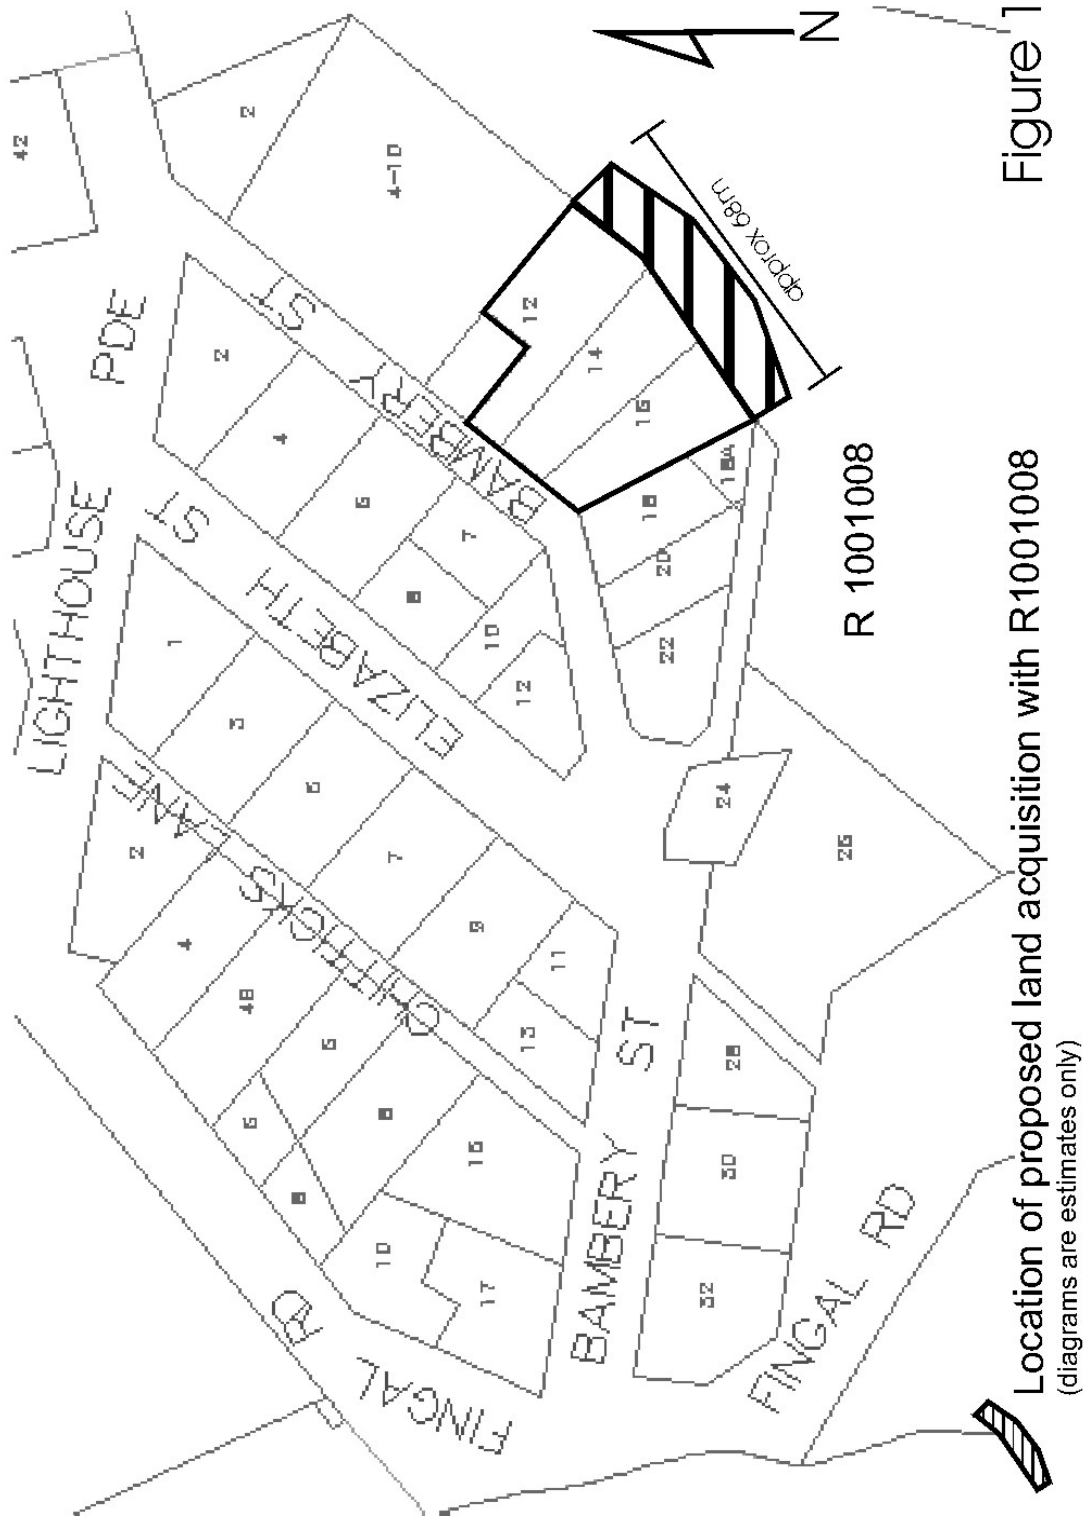 42
LIGHTHOUSE PDE
2
4-10
BAMBERY ST
2
4
6
7
8
10
12
ELIZABETH ST
1
3
5
7
9
11
13
CHITTICKS LANE
2
4
4B
5
6
15
10
17
FINGAL RD
BAMBERY ST
12
14
16
18
18A
20
22
24
26
28
30
32
FINGAL RD
approx 68m
R 1001008
N
Figure 1
Location of proposed land acquisition with R1001008
(diagrams are estimates only)